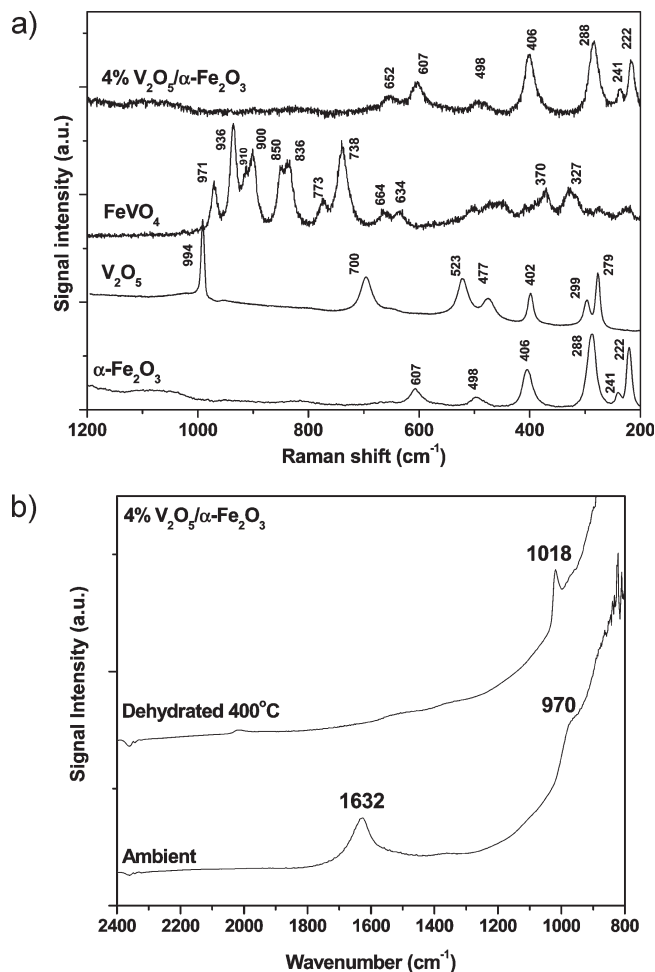 a)
4% V2O5/α-Fe2O3
652
607
498
406
288
241
222
FeVO4
971
936
910
900
850
836
773
738
664
634
370
327
V2O5
994
700
523
477
402
299
279
α-Fe2O3
607
498
406
288
241
222
Signal intensity (a.u.)
1200 1000 800 600 400 200
Raman shift (cm-1)
b)
4% V2O5/α-Fe2O3
1018
Dehydrated 400°C
970
1632
Ambient
Signal Intensity (a.u.)
2400 2200 2000 1800 1600 1400 1200 1000 800
Wavenumber (cm-1)